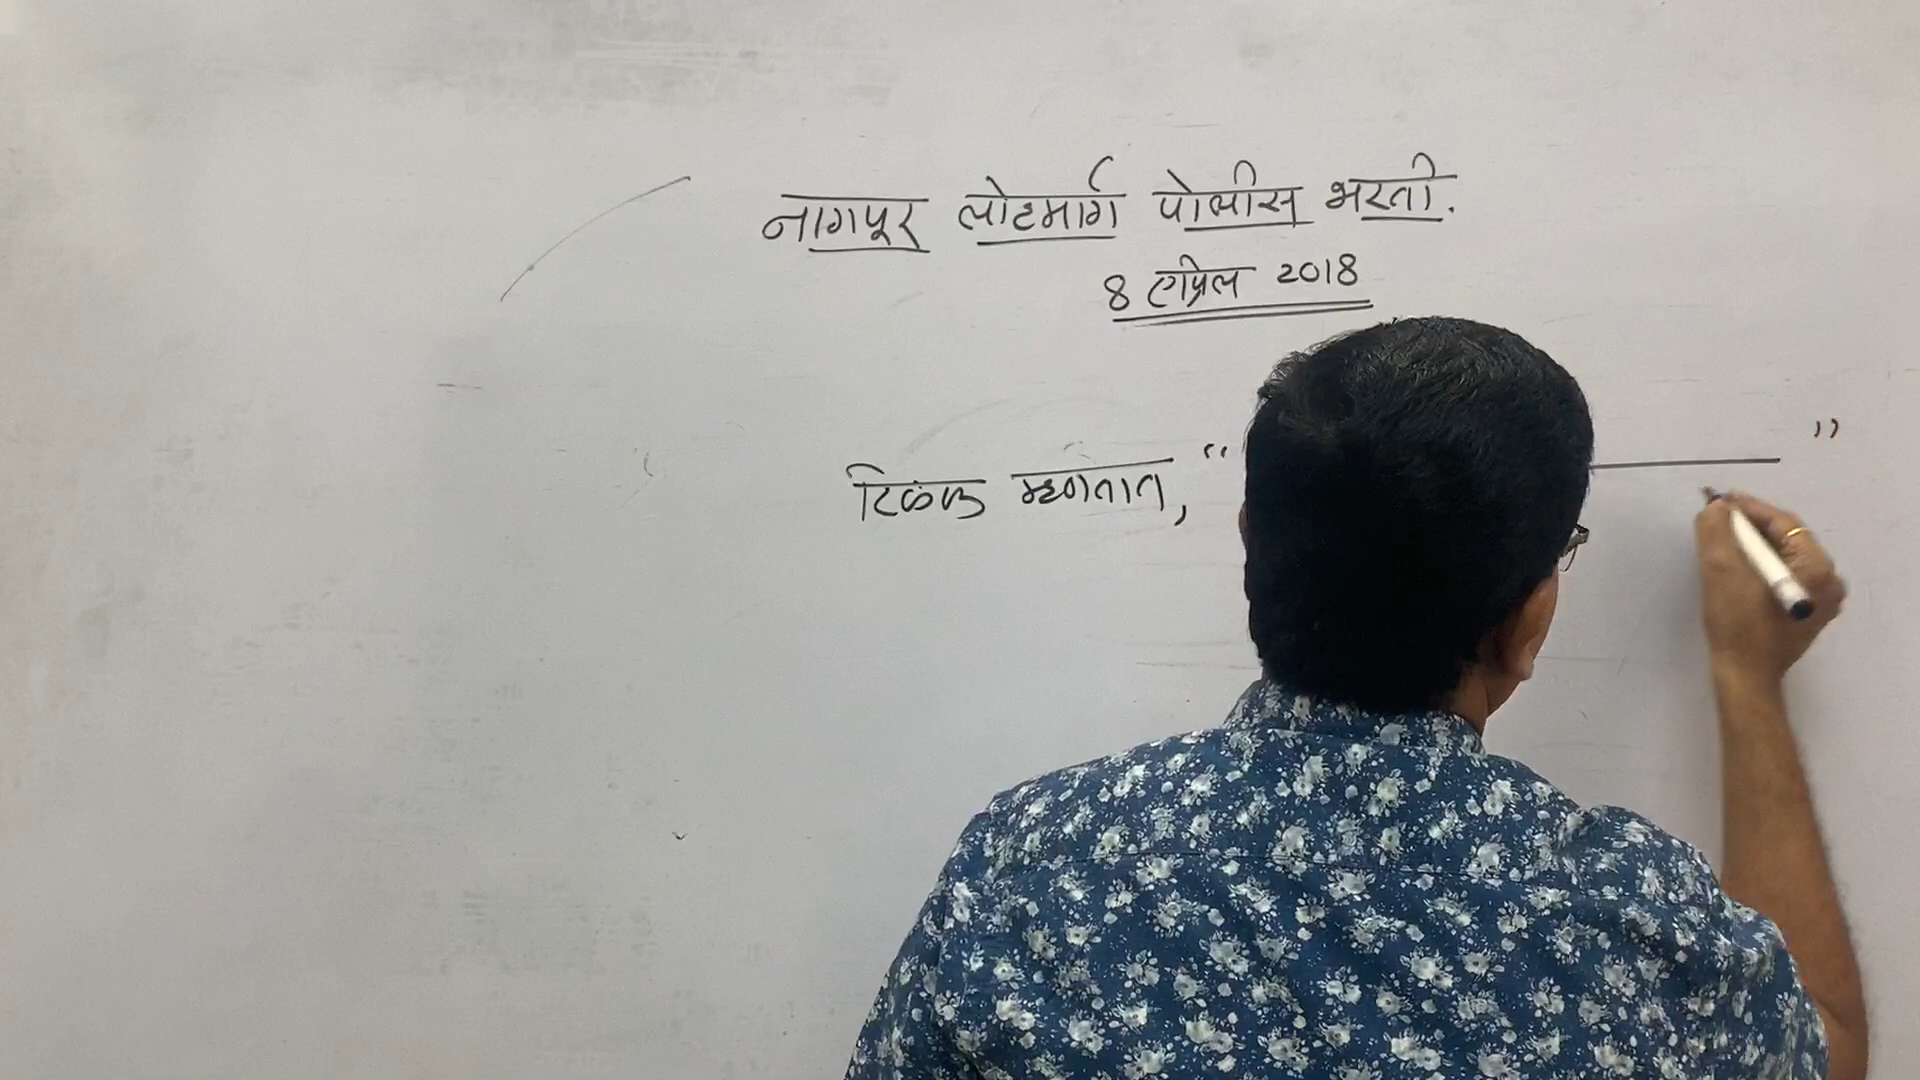 नागपूर लोहमार्ग पोलीस भरती.
8 एप्रिल 2018
टिळक म्हणतात, “ ”